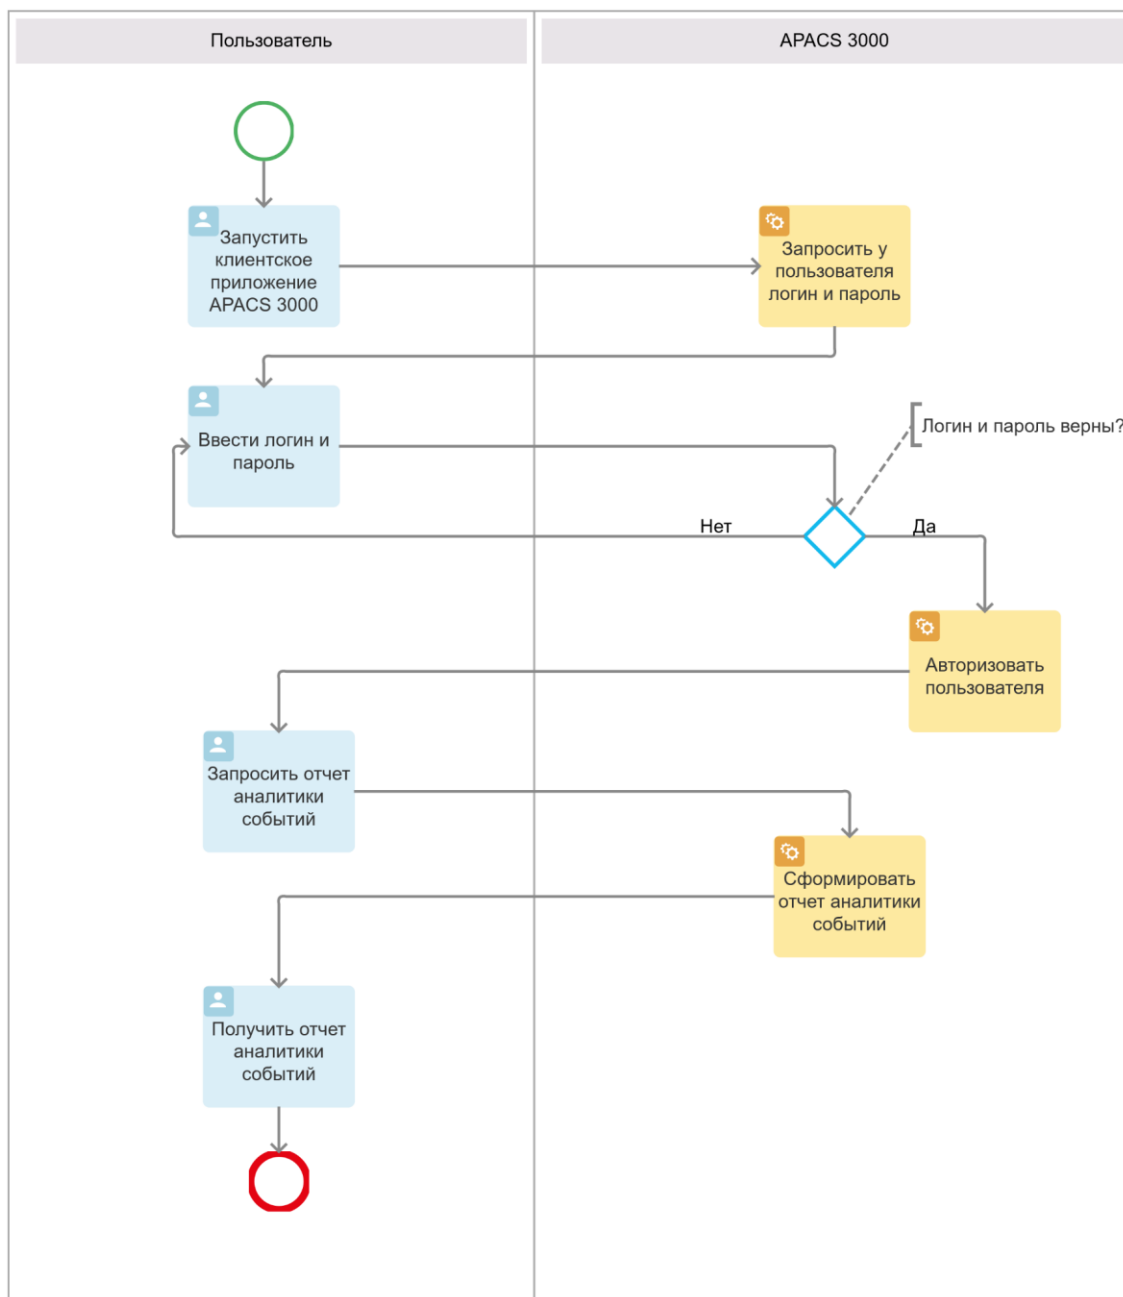 Пользователь
APACS 3000
Запустить
клиентское
приложение
APACS 3000
Запросить у
пользователя
логин и пароль
Ввести логин и
пароль
Логин и пароль верны?
Нет
Да
Авторизовать
пользователя
Запросить отчет
аналитики
событий
Сформировать
отчет аналитики
событий
Получить отчет
аналитики
событий